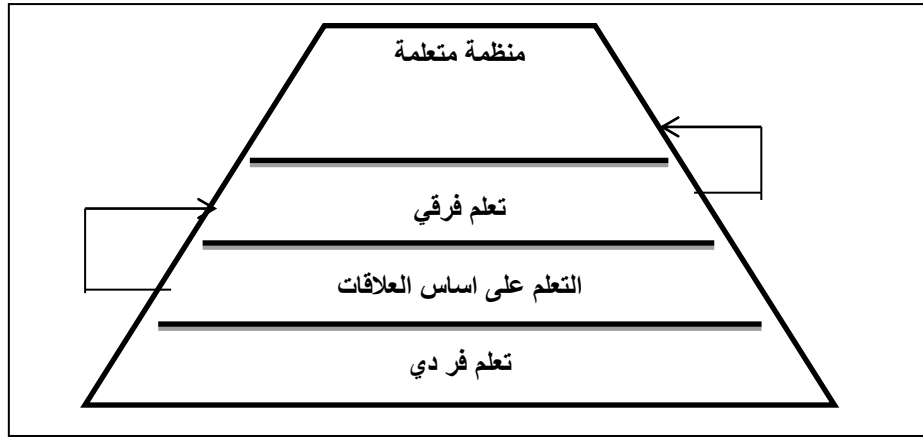 منظمة متعلمة
تعلم فرقي
التعلم على اساس العلاقات
تعلم فر دي